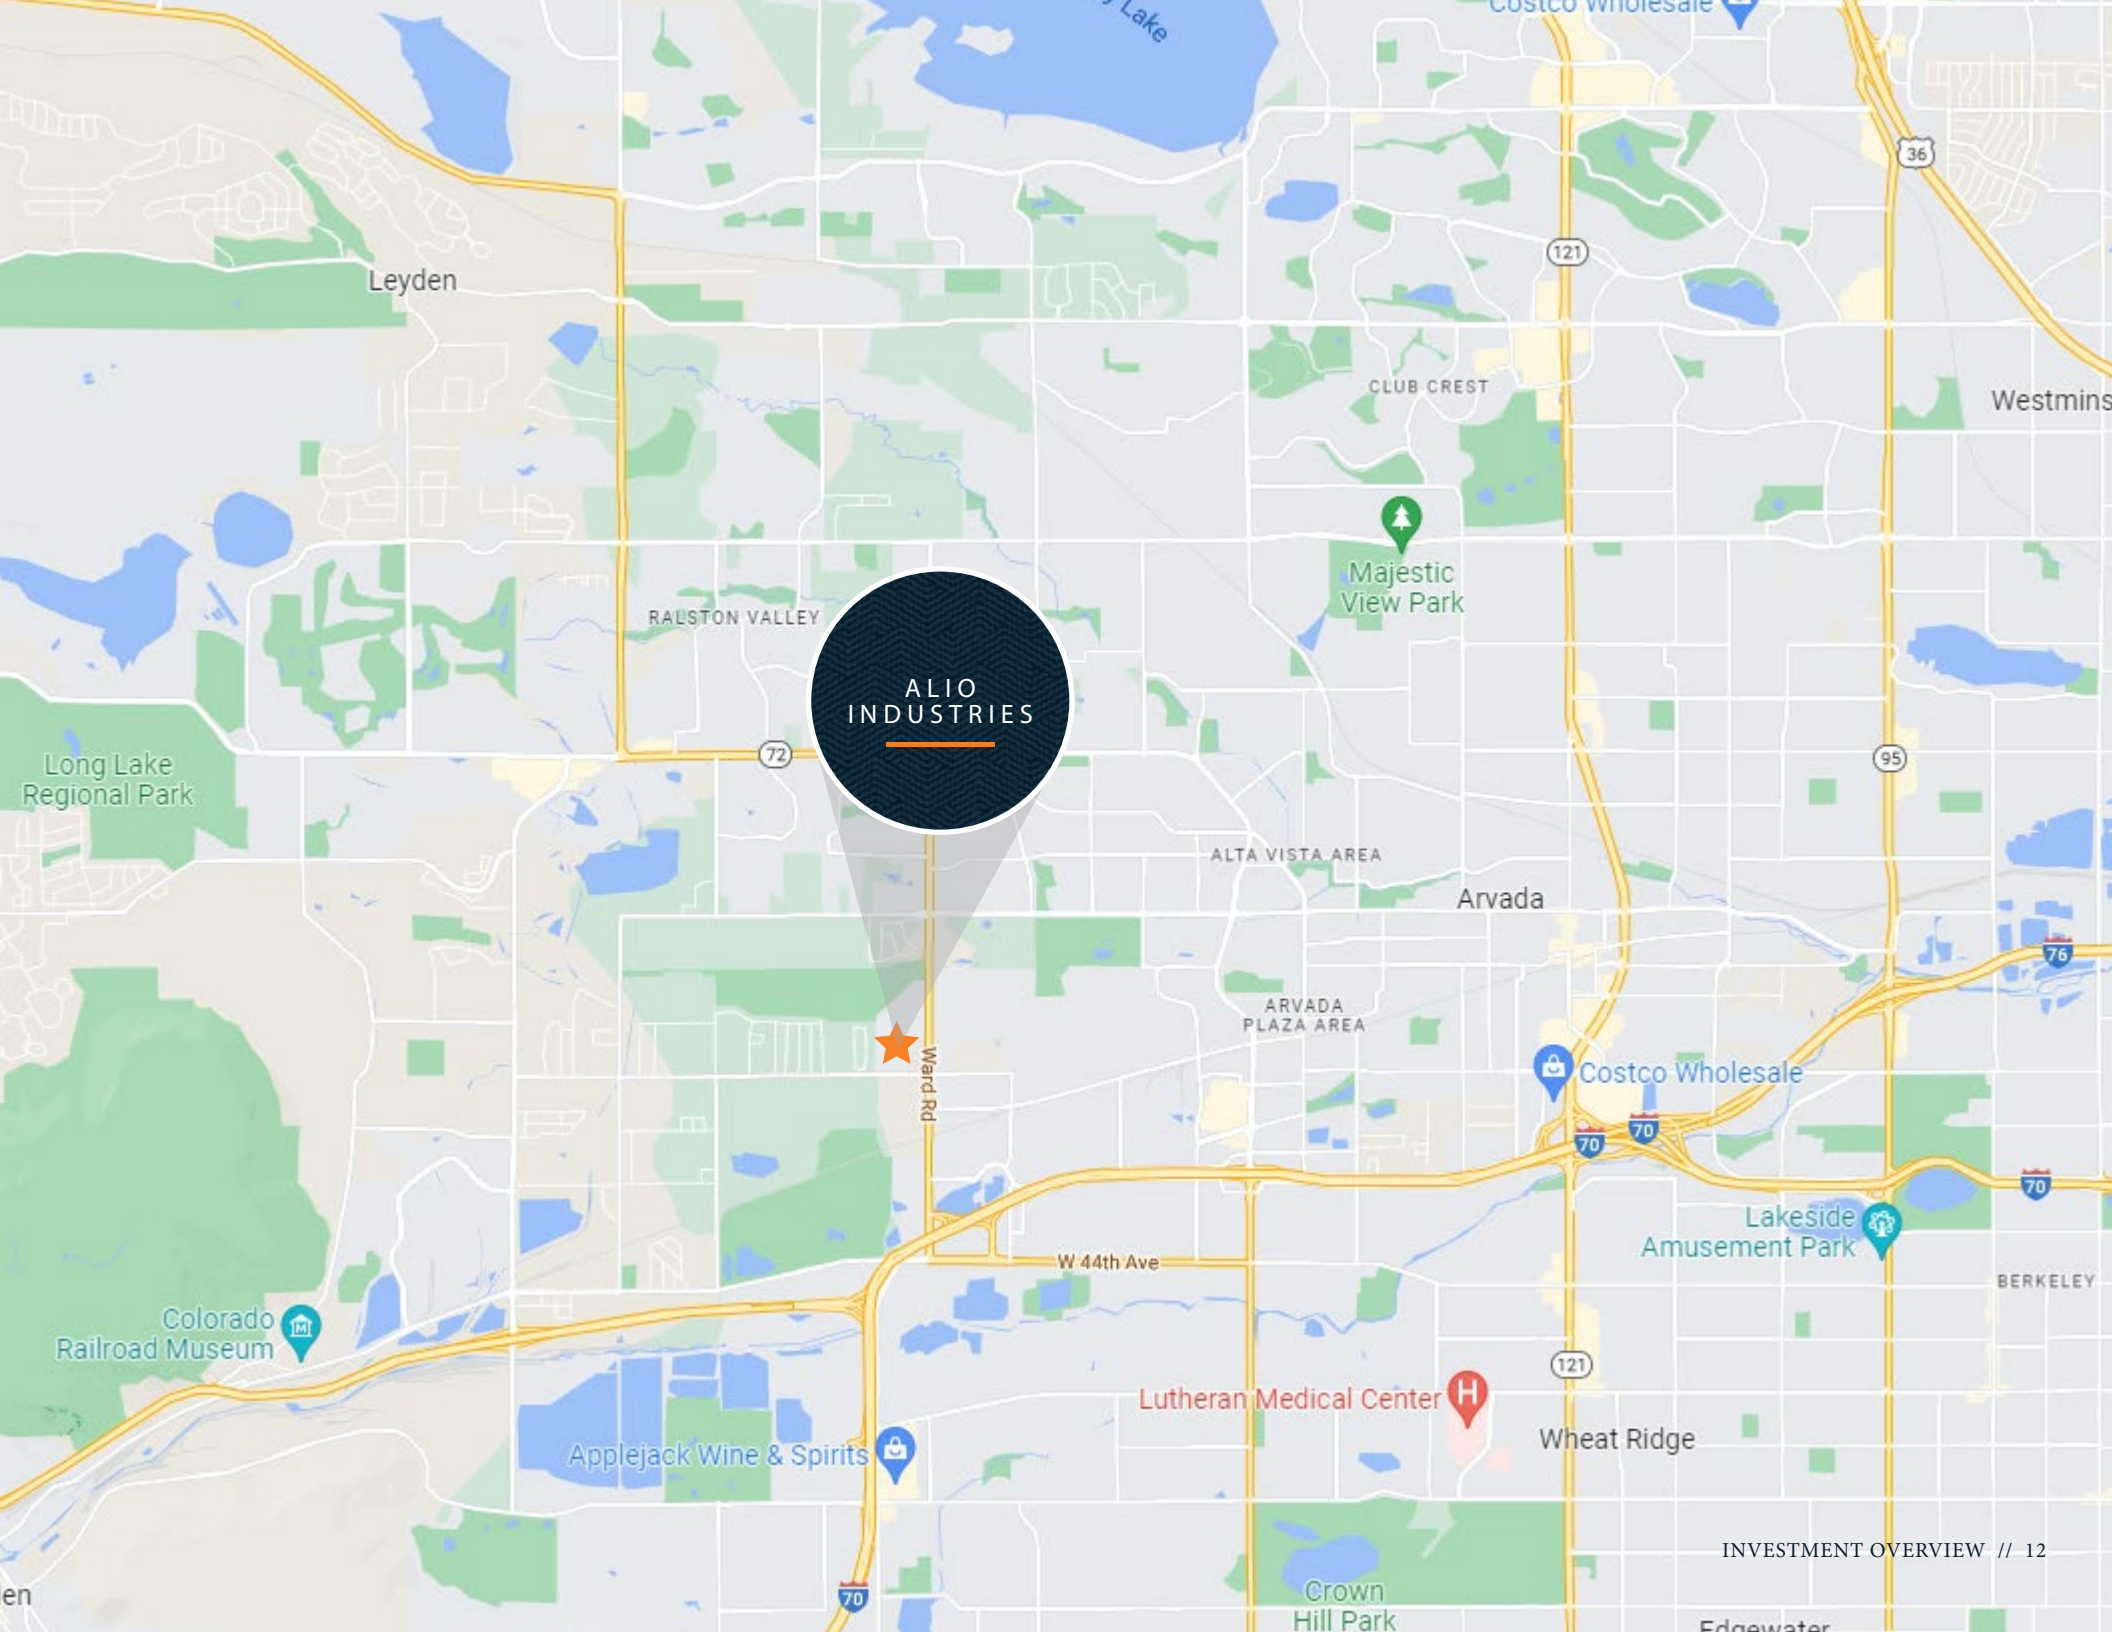 y Lake
Costco Wholesale
36
121
Leyden
CLUB CREST
Westmins
Majestic
View Park
RALSTON VALLEY
ALIO
INDUSTRIES
72
95
Long Lake
Regional Park
ALTA VISTA AREA
Arvada
76
ARVADA
PLAZA AREA
Ward Rd
Costco Wholesale
70
70
70
Lakeside
Amusement Park
W 44th Ave
BERKELEY
Colorado
Railroad Museum
121
Lutheran Medical Center
H
Wheat Ridge
Applejack Wine & Spirits
INVESTMENT OVERVIEW // 12
70
Crown
Hill Park
len
Edgewater